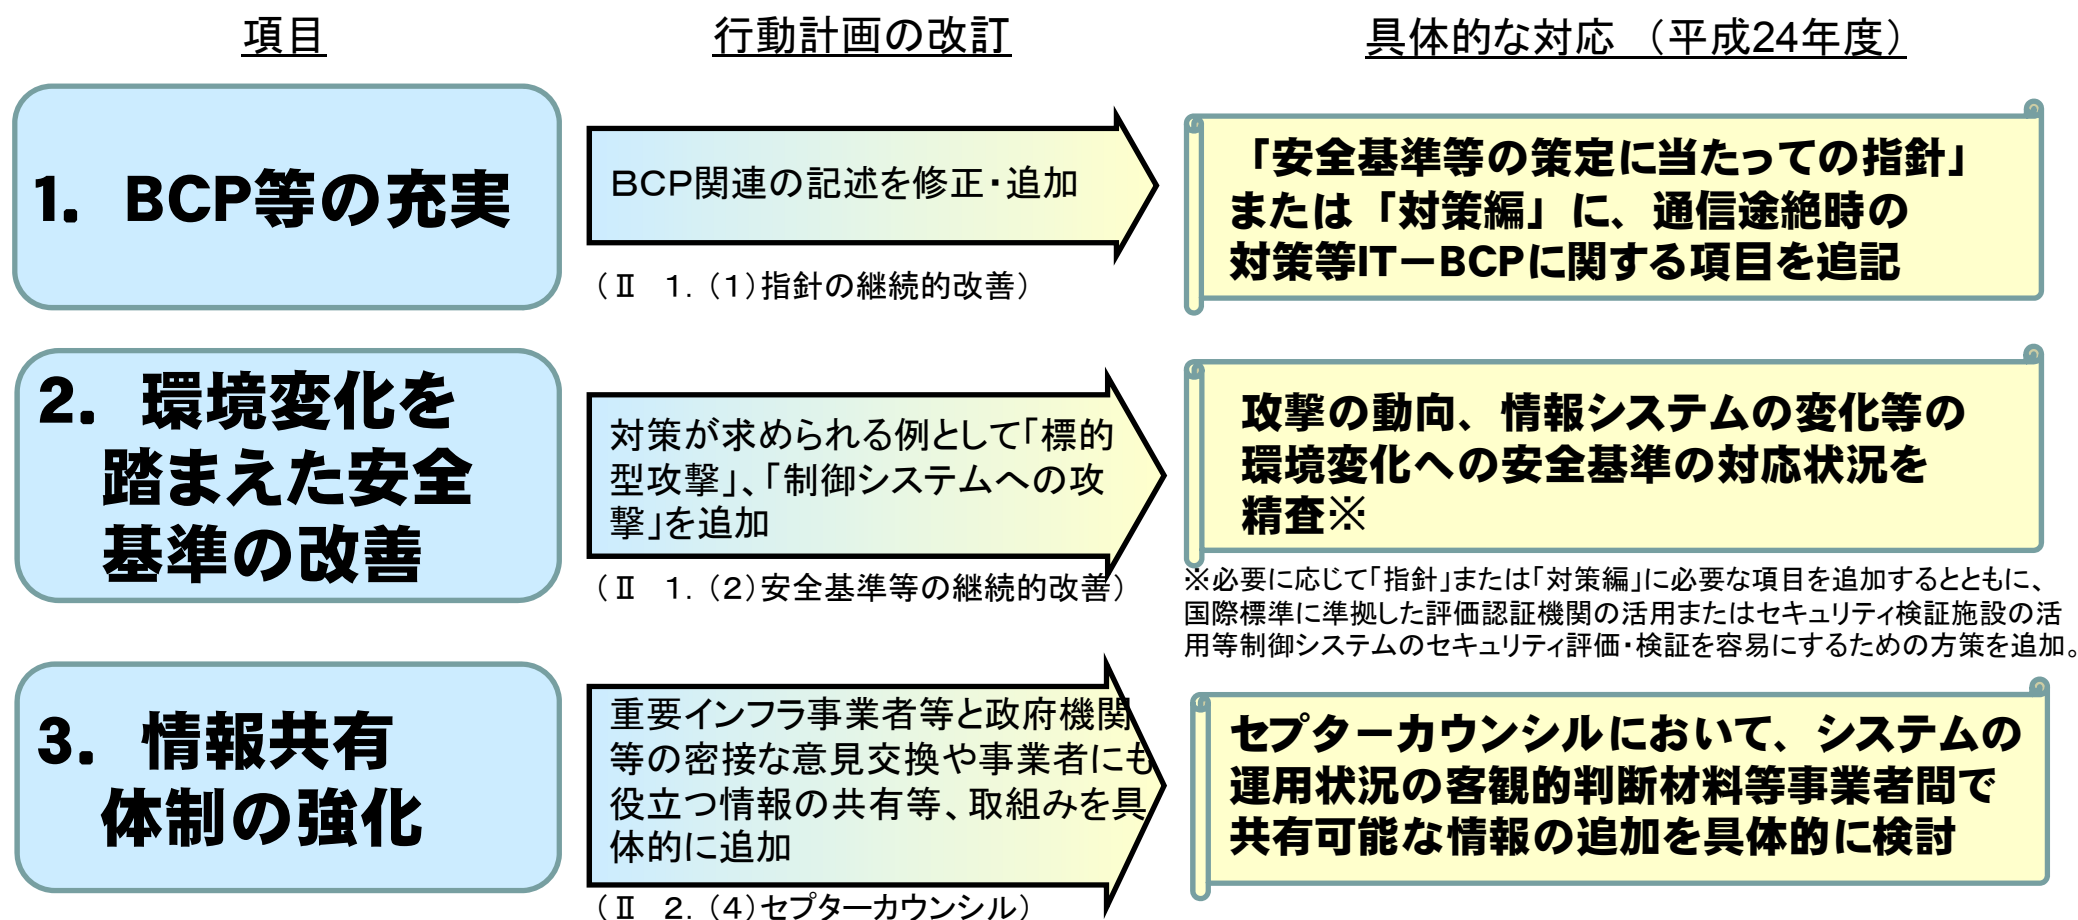 項目
行動計画の改訂
具体的な対応 （平成24年度）
1. BCP等の充実
BCP関連の記述を修正・追加
（Ⅱ 1.（1）指針の継続的改善）
「安全基準等の策定に当たっての指針」
または「対策編」に、通信途絶時の
対策等IT－BCPに関する項目を追記
2. 環境変化を
踏まえた安全
基準の改善
対策が求められる例として「標的
型攻撃」、「制御システムへの攻
撃」を追加
（Ⅱ 1.（2）安全基準等の継続的改善）
攻撃の動向、情報システムの変化等の
環境変化への安全基準の対応状況を
精査※
※必要に応じて「指針」または「対策編」に必要な項目を追加するとともに、
国際標準に準拠した評価認証機関の活用またはセキュリティ検証施設の活
用等制御システムのセキュリティ評価・検証を容易にするための方策を追加。
3. 情報共有
体制の強化
重要インフラ事業者等と政府機関
等の密接な意見交換や事業者にも
役立つ情報の共有等、取組みを具
体的に追加
（Ⅱ 2.（4）セプターカウンシル）
セプターカウンシルにおいて、システムの
運用状況の客観的判断材料等事業者間で
共有可能な情報の追加を具体的に検討